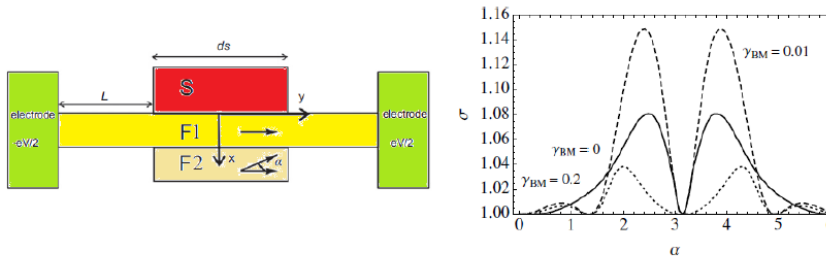 ds
S
L
y
electrode
-eV/2
F1
electrode
eV/2
x
F2
α
1.16
1.14
1.12
1.10
1.08
1.06
1.04
1.02
1.00
σ
γBM = 0.01
γBM = 0
γBM = 0.2
0 1 2 3 4 5
α